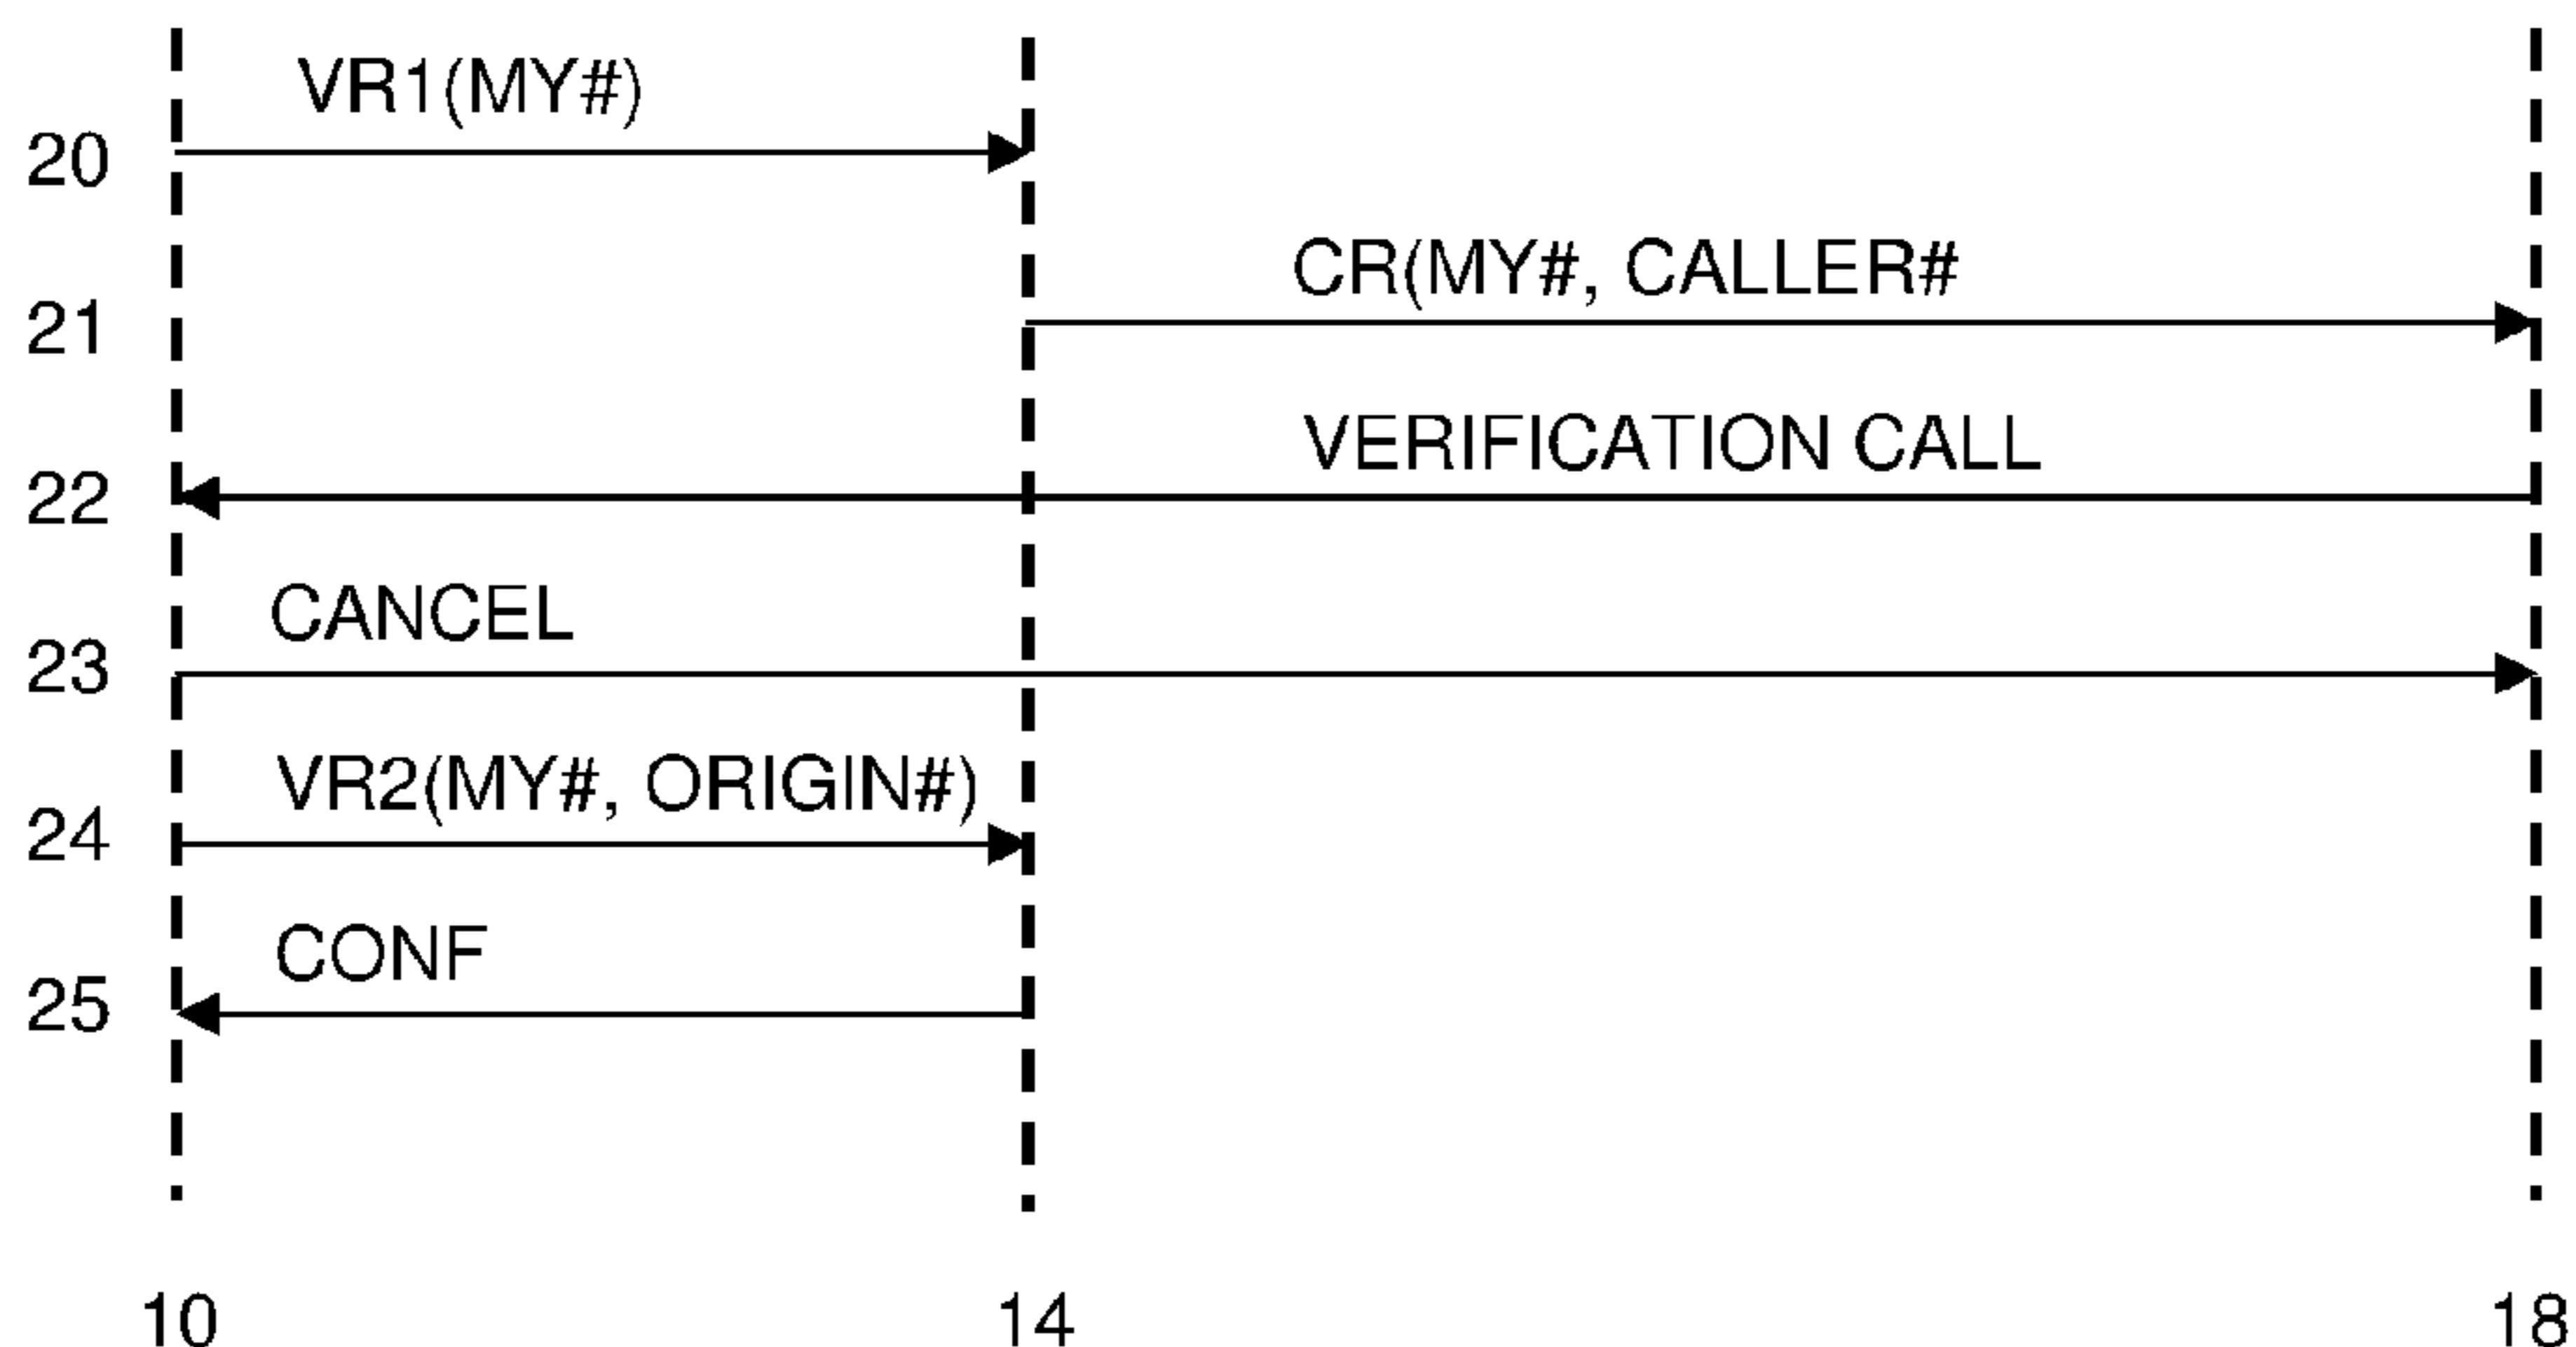 VR1(MY#)
20
CR(MY#, CALLER#
21
VERIFICATION CALL
22
CANCEL
23
VR2(MY#, ORIGIN#)
24
CONF
25
10 14 18